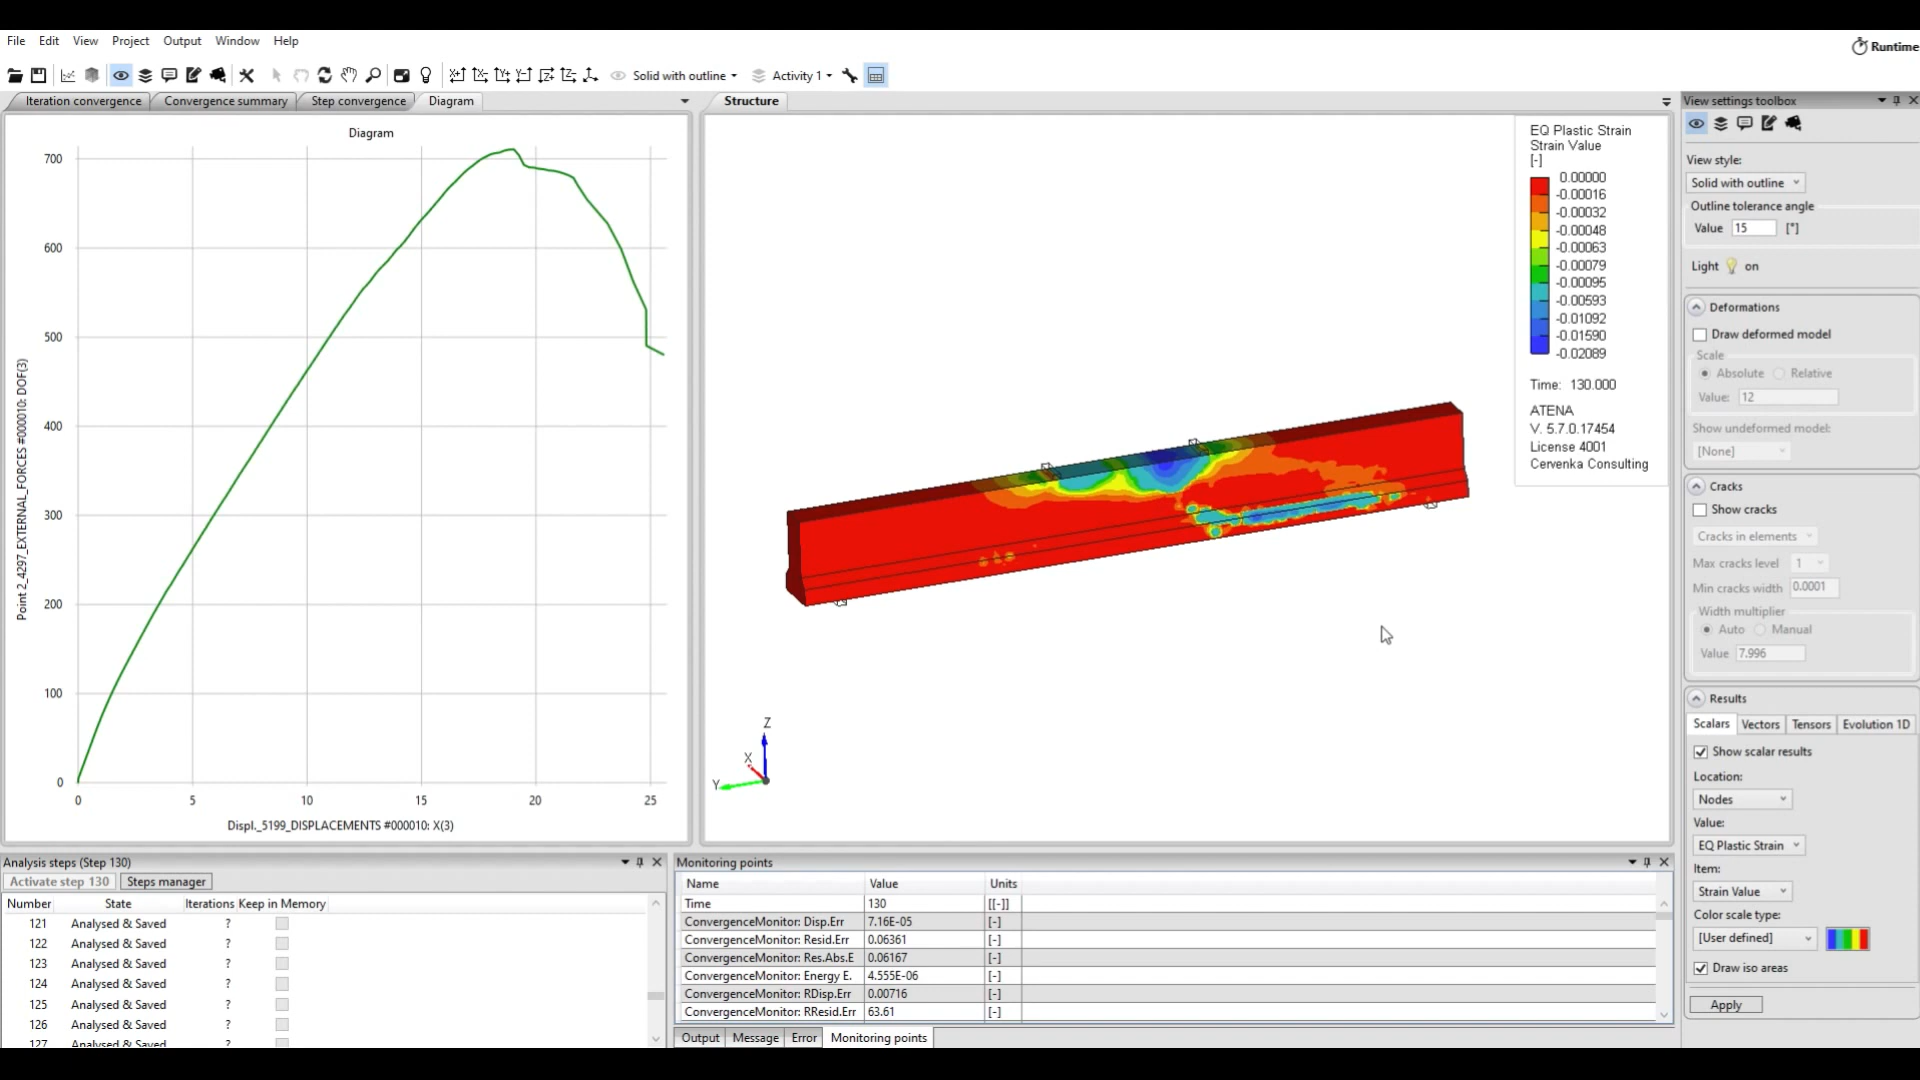 File Edit View Project Output Window Help
Runtime
Solid with outline
Activity 1
Iteration convergence
Convergence summary
Step convergence
Diagram
Diagram
700
600
500
400
300
200
100
0
0 5 10 15 20 25
Point 2_4297_EXTERNAL_FORCES #000010: DOF(3)
Displ._5199_DISPLACEMENTS #000010: X(3)
Structure
EQ Plastic Strain
Strain Value
[-]
0.00000
-0.00016
-0.00032
-0.00048
-0.00063
-0.00079
-0.00095
-0.00593
-0.01092
-0.01590
-0.02089
Time: 130.000
ATENA
V. 5.7.0.17454
License 4001
Cervenka Consulting
Z
X
Y
View settings toolbox
View style:
Solid with outline
Outline tolerance angle
Value 15 [°]
Light on
Deformations
Draw deformed model
Scale
Absolute Relative
Value: 12
Show undeformed model:
[None]
Cracks
Show cracks
Cracks in elements
Max cracks level 1
Min cracks width 0.0001
Width multiplier
Auto Manual
Value 7.996
Results
Scalars Vectors Tensors Evolution 1D
Show scalar results
Location:
Nodes
Value:
EQ Plastic Strain
Item:
Strain Value
Color scale type:
[User defined]
Draw iso areas
Apply
Analysis steps (Step 130)
Activate step 130 Steps manager
Number State Iterations Keep in Memory
121 Analysed & Saved ?
122 Analysed & Saved ?
123 Analysed & Saved ?
124 Analysed & Saved ?
125 Analysed & Saved ?
126 Analysed & Saved ?
127 Analysed & Saved ?
Monitoring points
Name Value Units
Time 130 [[-]]
ConvergenceMonitor: Disp.Err 7.16E-05 [-]
ConvergenceMonitor: Resid.Err 0.06361 [-]
ConvergenceMonitor: Res.Abs.E 0.06167 [-]
ConvergenceMonitor: Energy E. 4.555E-06 [-]
ConvergenceMonitor: RDisp.Err 0.00716 [-]
ConvergenceMonitor: RResid.Err 63.61 [-]
Output Message Error Monitoring points